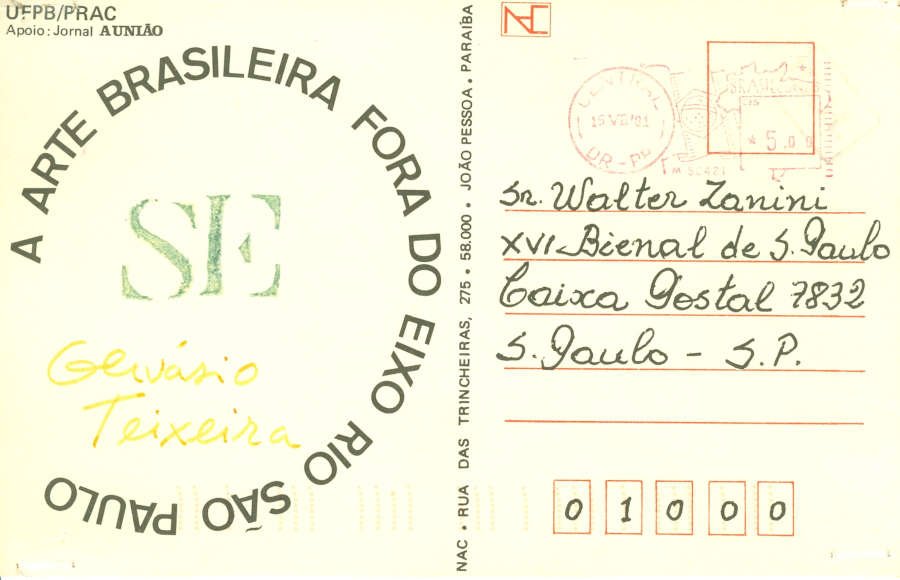 UFPB/PRAC
Apoio: Jornal A UNIÃO
A ARTE BRASILEIRA FORA DO EIXO RIO SÃO PAULO
SE
Gervásio
Teixeira
NAC • RUA DAS TRINCHEIRAS, 275 • 58.000 • JOÃO PESSOA • PARAÍBA
NAC
CENTRAL
DR-PB
* 5,00
Sr. Walter Zanini
XVI Bienal de S. Paulo
Caixa Postal 7832
S. Paulo - S.P.
0 1 0 0 0